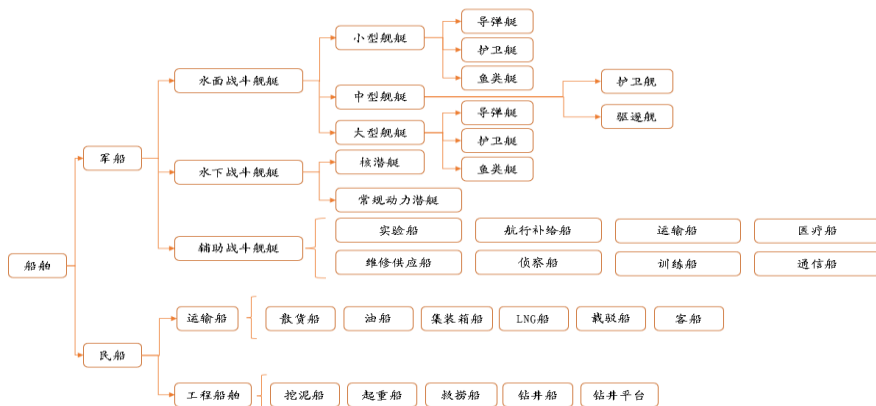 船舶
军船
水面战斗舰艇
小型舰艇
导弹艇
护卫艇
鱼类艇
中型舰艇
护卫舰
驱逐舰
大型舰艇
导弹艇
护卫艇
鱼类艇
水下战斗舰艇
核潜艇
常规动力潜艇
辅助战斗舰艇
实验船
航行补给船
运输船
医疗船
维修供应船
侦察船
训练船
通信船
民船
运输船
散货船
油船
集装箱船
LNG船
载驳船
客船
工程船舶
挖泥船
起重船
救捞船
钻井船
钻井平台